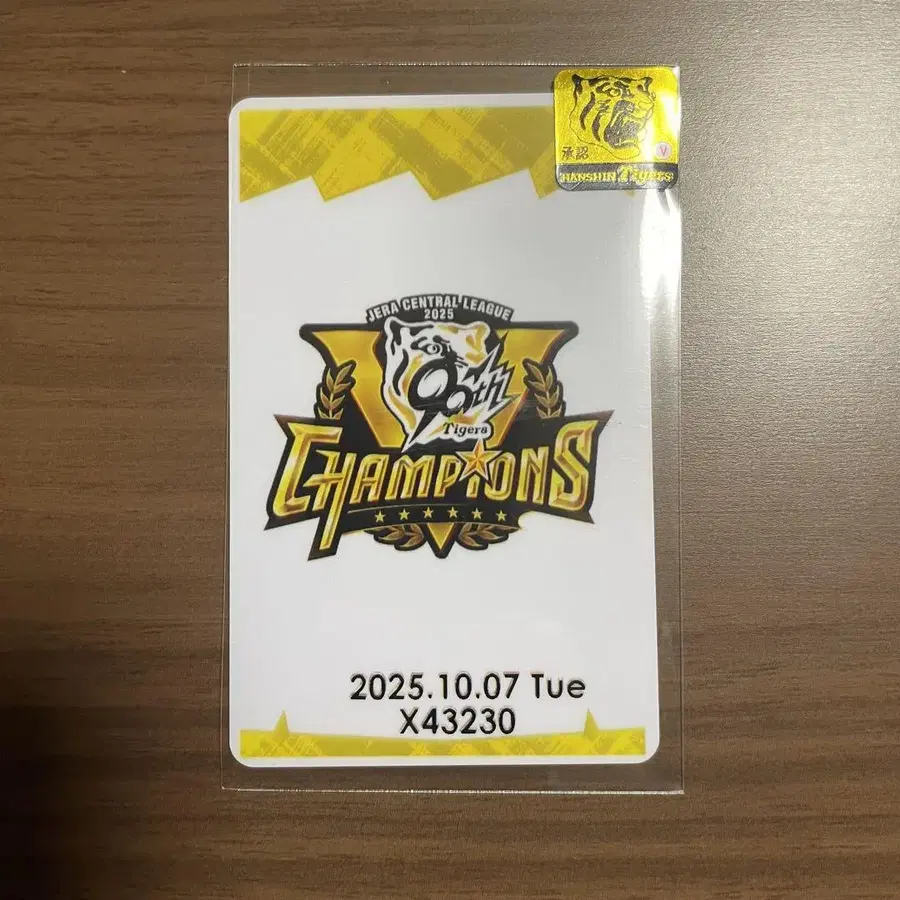 承認
V
HANSHIN Tigers
JERA CENTRAL LEAGUE
2025
90th
Tigers
CHAMPIONS
2025.10.07 Tue
X43230